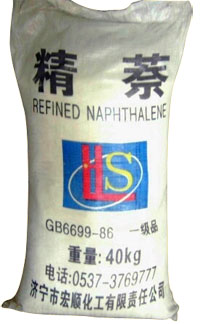 精萘
REFINED NAPHTHALENE
HLS
GB6699-86 一级品
重量:40kg
电话:0537-3769777
济宁市宏顺化工有限责任公司